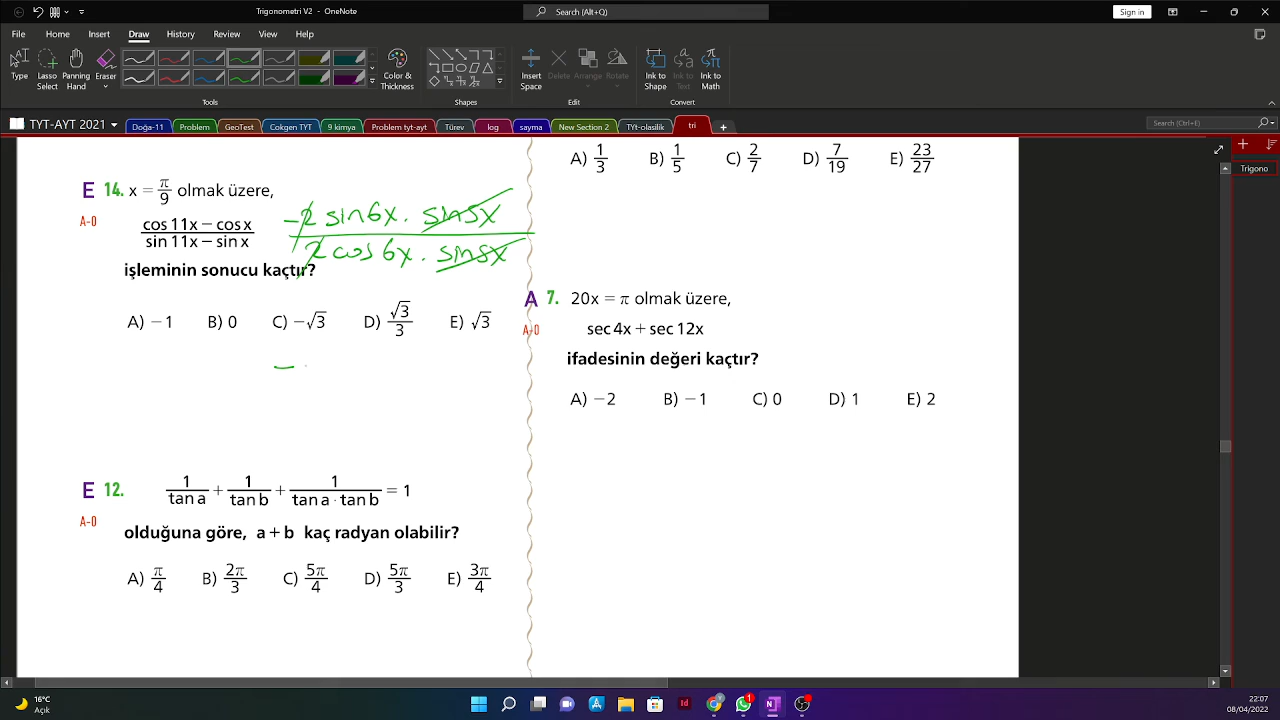 Trigonometri V2 - OneNote
Search (Alt+Q)
Sign in
File Home Insert Draw History Review View Help
Type
Lasso Select
Panning Hand
Eraser
Color & Thickness
Insert Space
Delete
Arrange
Rotate
Ink to Shape
Ink to Text
Ink to Math
Tools
Shapes
Edit
Convert
TYT-AYT 2021
Doğa-11
Problem
GeoTest
Cokgen TYT
9 kimya
Problem tyt-ayt
Türev
log
sayma
New Section 2
TYt-olasilik
tri
Search (Ctrl+E)
Trigono
E 14. x = π/9 olmak üzere,
A-0
cos 11x − cos x / sin 11x − sin x
-2 sin6x . sin5x / 2 cos 6x . sin5x
işleminin sonucu kaçtır?
A) −1 B) 0 C) −√3 D) √3/3 E) √3
−
E 12. 1/tan a + 1/tan b + 1/tan a · tan b = 1
A-0
olduğuna göre, a + b kaç radyan olabilir?
A) π/4 B) 2π/3 C) 5π/4 D) 5π/3 E) 3π/4
A) 1/3 B) 1/5 C) 2/7 D) 7/19 E) 23/27
A 7. 20x = π olmak üzere,
A-0
sec 4x + sec 12x
ifadesinin değeri kaçtır?
A) −2 B) −1 C) 0 D) 1 E) 2
16°C
Açık
22:07
08/04/2022